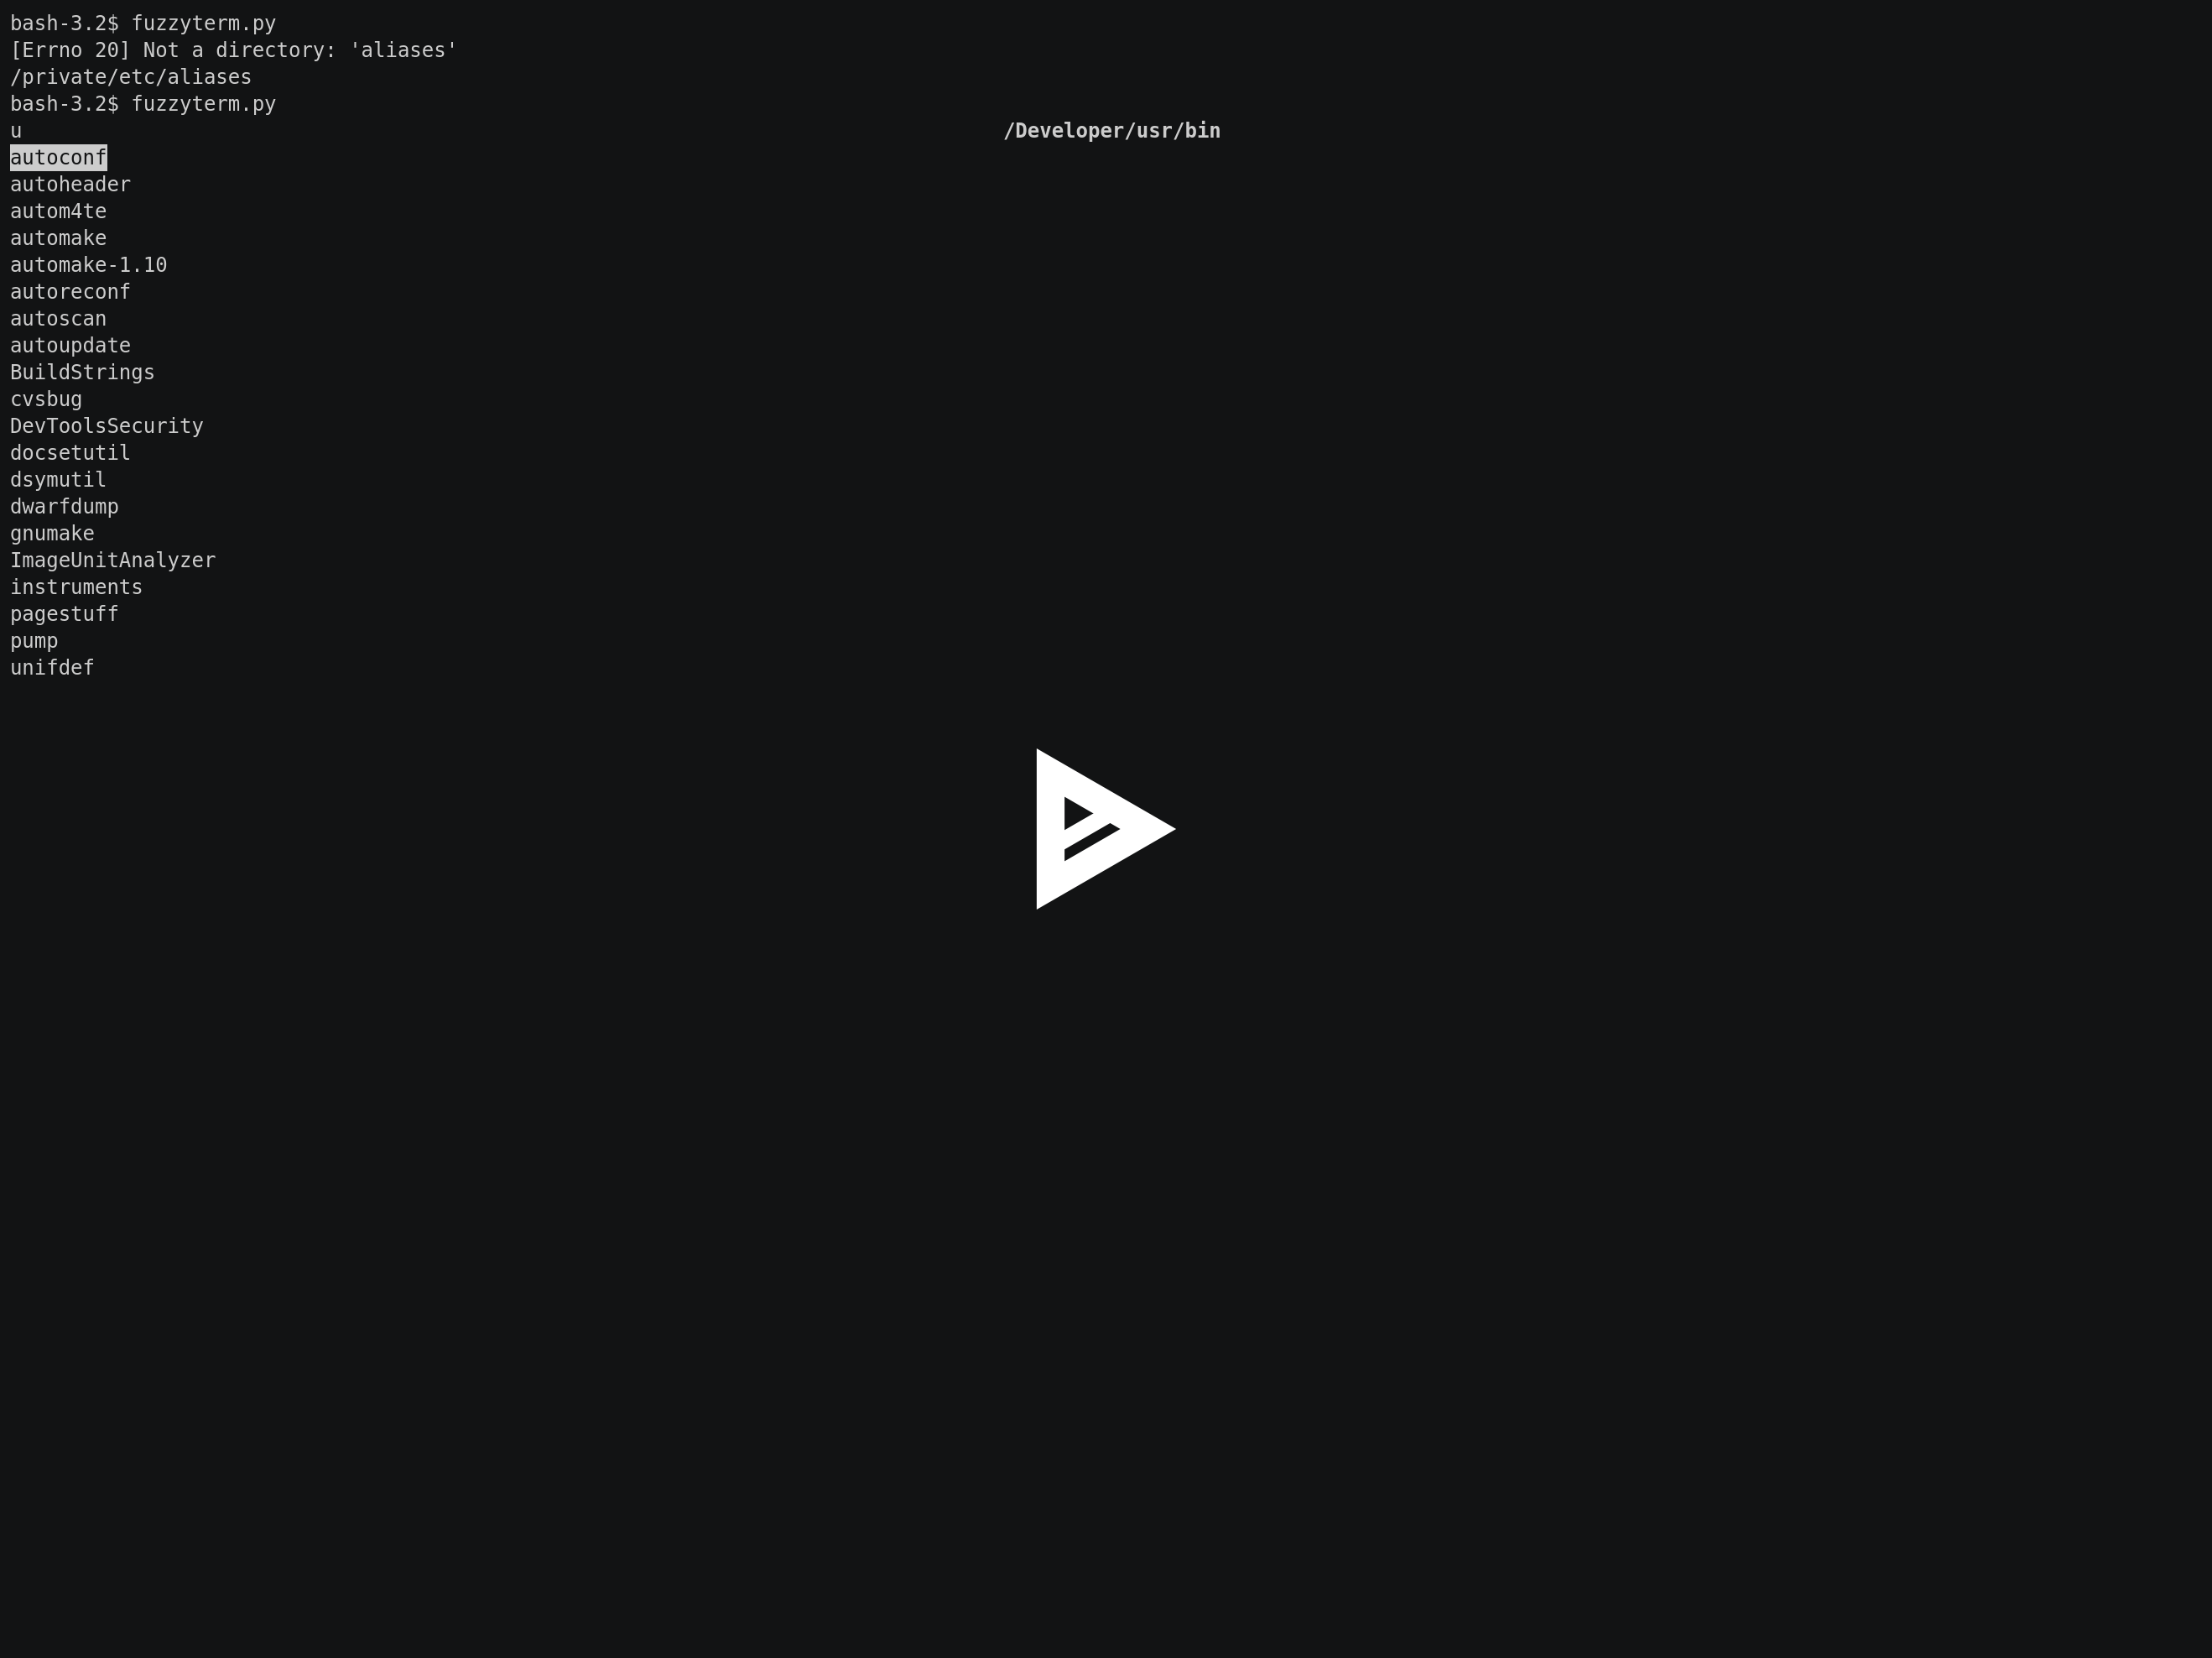 bash-3.2$ fuzzyterm.py
[Errno 20] Not a directory: 'aliases'
/private/etc/aliases
bash-3.2$ fuzzyterm.py
u /Developer/usr/bin
autoconf
autoheader
autom4te
automake
automake-1.10
autoreconf
autoscan
autoupdate
BuildStrings
cvsbug
DevToolsSecurity
docsetutil
dsymutil
dwarfdump
gnumake
ImageUnitAnalyzer
instruments
pagestuff
pump
unifdef